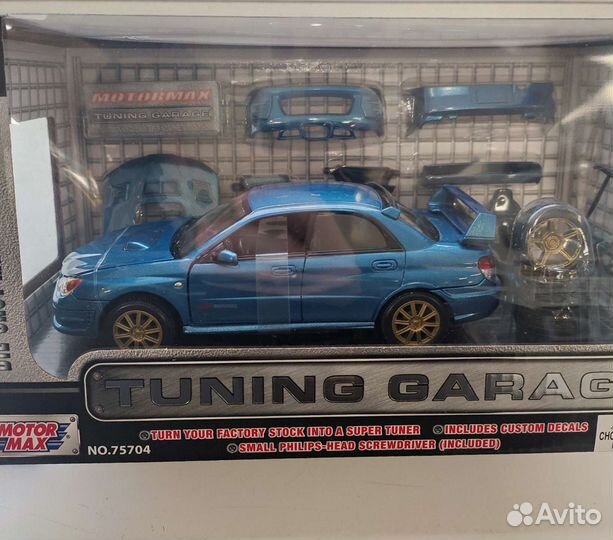 MOTORMAX
TUNING GARAGE
TUNING GARAG
MOTOR
MAX
NO.75704
TURN YOUR FACTORY STOCK INTO A SUPER TUNER
INCLUDES CUSTOM DECALS
SMALL PHILIPS-HEAD SCREWDRIVER (INCLUDED)
CHO
Avito